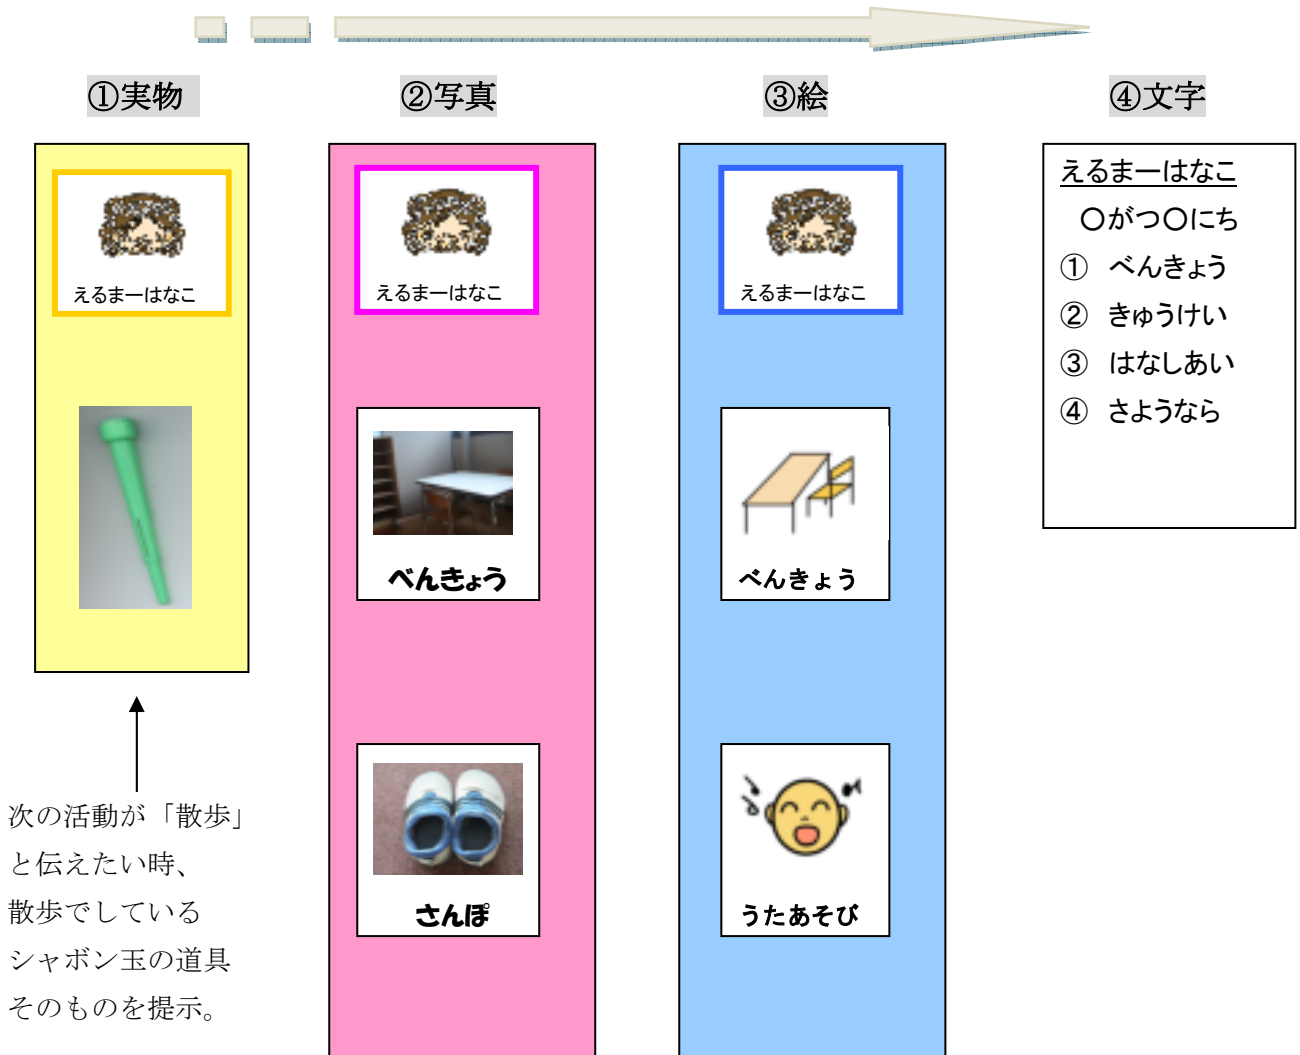 ①実物
②写真
③絵
④文字
えるまーはなこ
次の活動が「散歩」
と伝えたい時、
散歩でしている
シャボン玉の道具
そのものを提示。
えるまーはなこ
べんきょう
さんぽ
えるまーはなこ
べんきょう
うたあそび
えるまーはなこ
○がつ○にち
① べんきょう
② きゅうけい
③ はなしあい
④ さようなら